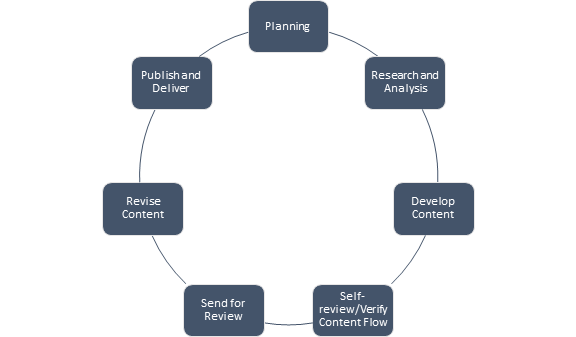 Planning
Research and
Analysis
Develop
Content
Self-
review/Verify
Content Flow
Send for
Review
Revise
Content
Publish and
Deliver